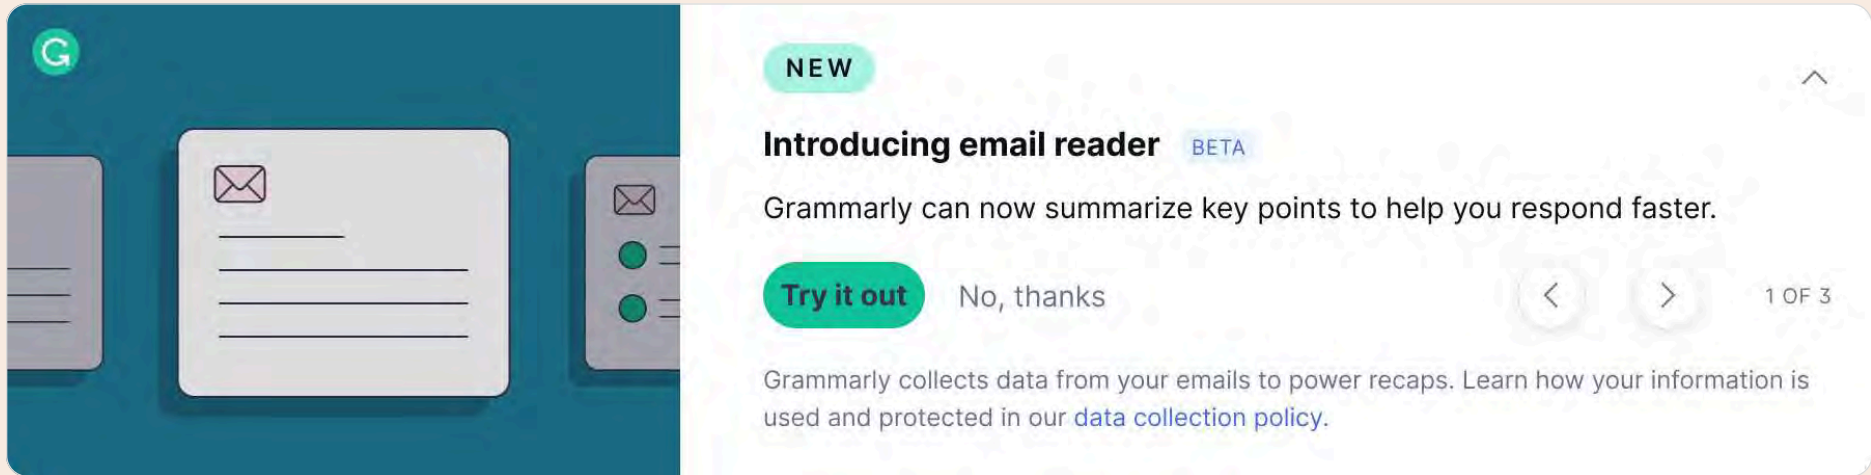 NEW
Introducing email reader BETA
Grammarly can now summarize key points to help you respond faster.
Try it out No, thanks 1 OF 3
Grammarly collects data from your emails to power recaps. Learn how your information is
used and protected in our data collection policy.